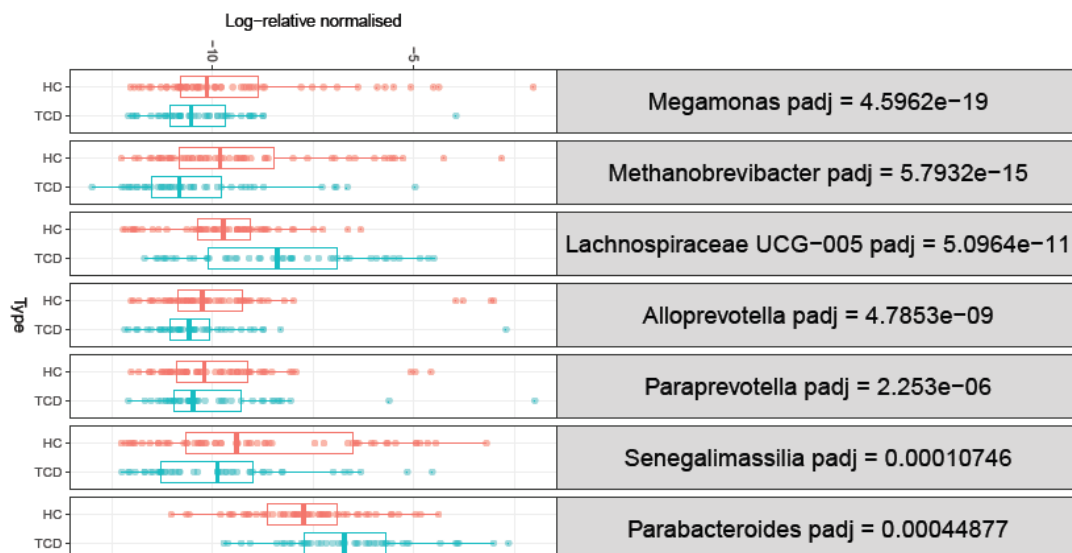 Log−relative normalised
-10
-5
Type
HC
TCD
Megamonas padj = 4.5962e−19
HC
TCD
Methanobrevibacter padj = 5.7932e−15
HC
TCD
Lachnospiraceae UCG−005 padj = 5.0964e−11
HC
TCD
Alloprevotella padj = 4.7853e−09
HC
TCD
Paraprevotella padj = 2.253e−06
HC
TCD
Senegalimassilia padj = 0.00010746
HC
TCD
Parabacteroides padj = 0.00044877